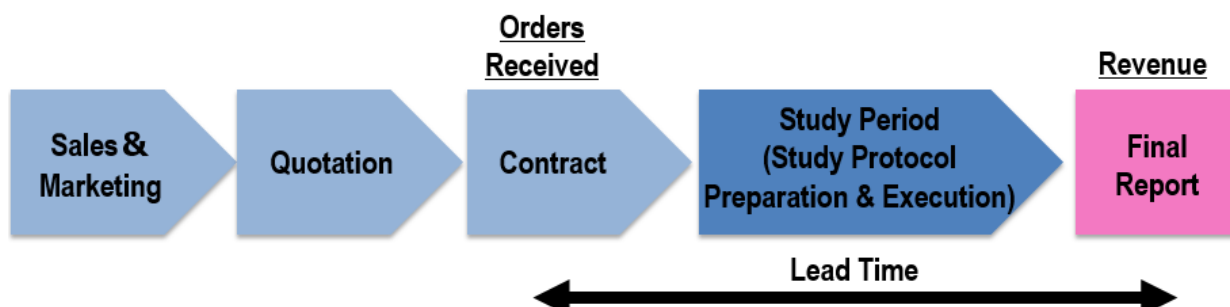 Orders
Received
Revenue
Sales &
Marketing
Quotation
Contract
Study Period
(Study Protocol
Preparation & Execution)
Final
Report
Lead Time